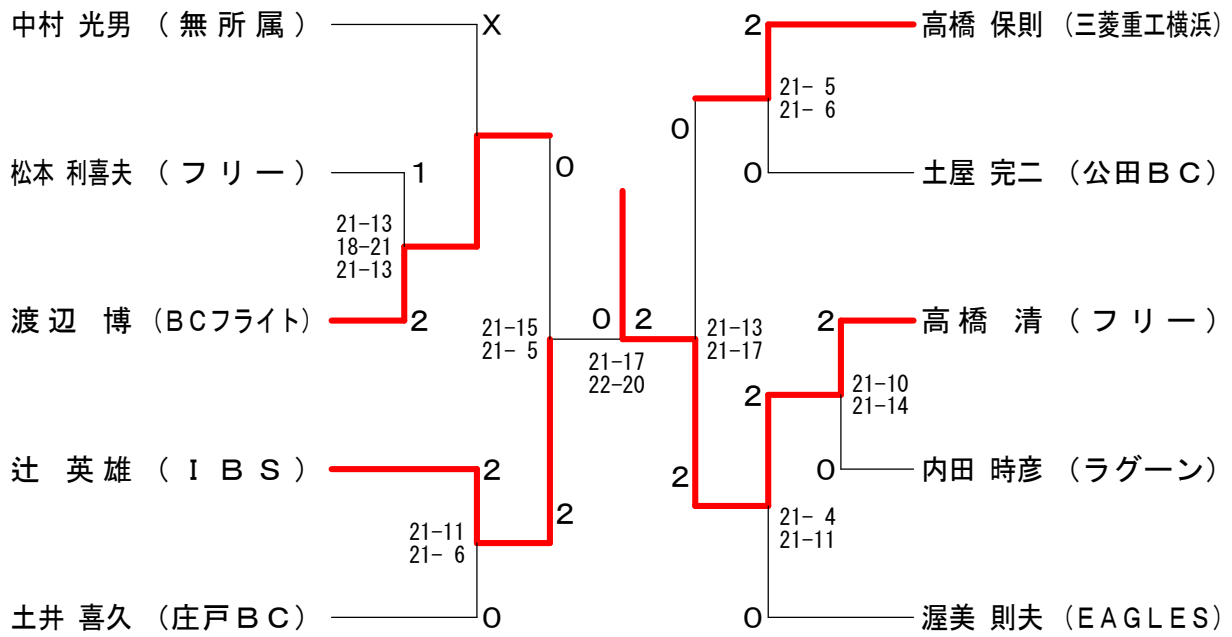 中村 光男 （ 無 所 属 ） X
松本 利喜夫 （ フ リ ー ） 1
21-13
18-21
21-13
渡 辺 博 （BCフライト） 2
0
21-15
21- 5
辻 英 雄 （ I B S ） 2
21-11
21- 6
2
土井 喜久 （庄戸BC） 0
0 2
21-17
22-20
2 高橋 保則 （三菱重工横浜）
21- 5
21- 6
0
0 土屋 完二 （公田BC）
21-13
21-17
2 高 橋 清 （ フ リ ー ）
21-10
21-14
2
0 内田 時彦 （ラグーン）
2
21- 4
21-11
0 渥美 則夫 （EAGLES）